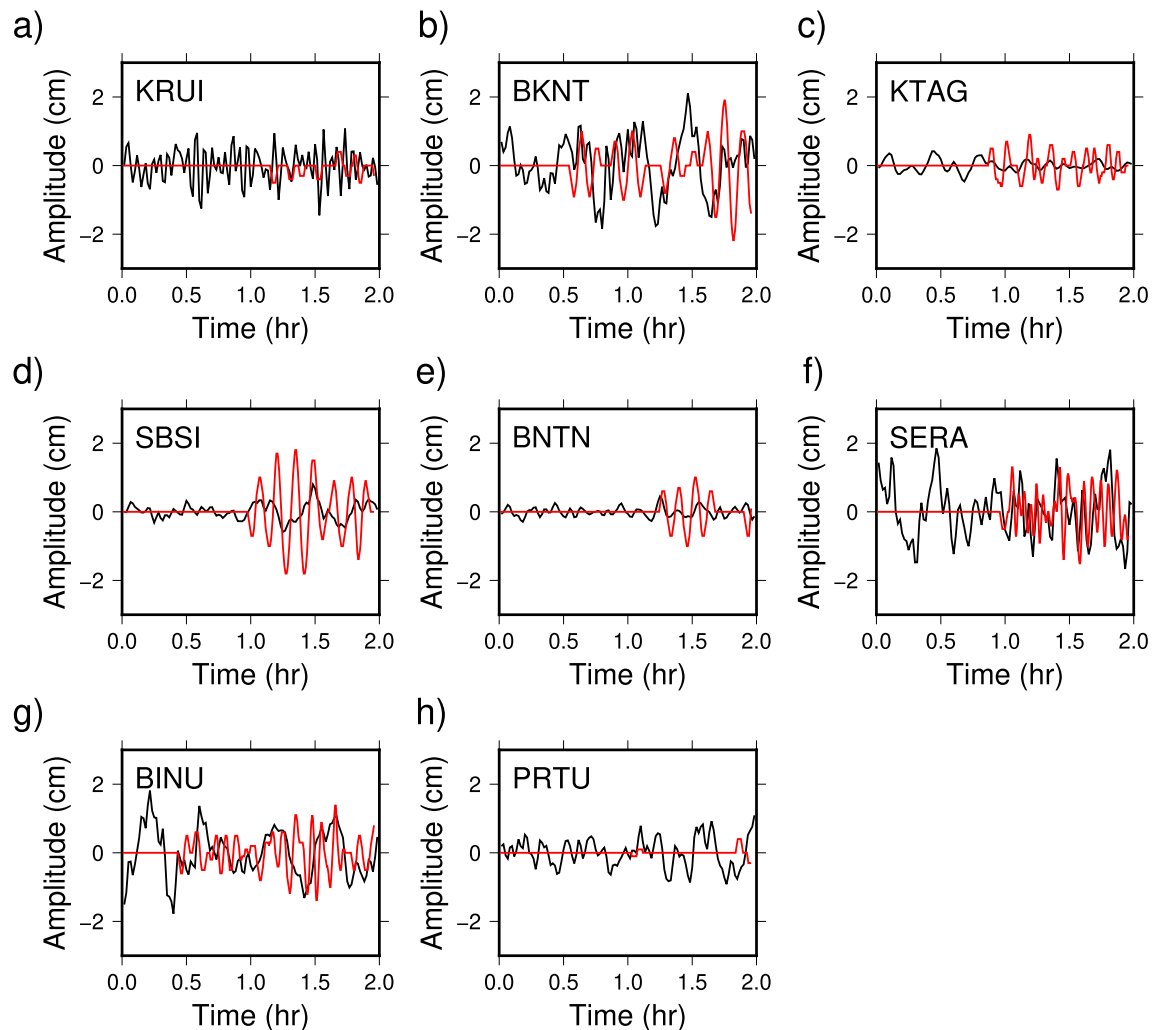 a)
Amplitude (cm)
2
0
−2
KRUI
0.0 0.5 1.0 1.5 2.0
Time (hr)
b)
Amplitude (cm)
2
0
−2
BKNT
0.0 0.5 1.0 1.5 2.0
Time (hr)
c)
Amplitude (cm)
2
0
−2
KTAG
0.0 0.5 1.0 1.5 2.0
Time (hr)
d)
Amplitude (cm)
2
0
−2
SBSI
0.0 0.5 1.0 1.5 2.0
Time (hr)
e)
Amplitude (cm)
2
0
−2
BNTN
0.0 0.5 1.0 1.5 2.0
Time (hr)
f)
Amplitude (cm)
2
0
−2
SERA
0.0 0.5 1.0 1.5 2.0
Time (hr)
g)
Amplitude (cm)
2
0
−2
BINU
0.0 0.5 1.0 1.5 2.0
Time (hr)
h)
Amplitude (cm)
2
0
−2
PRTU
0.0 0.5 1.0 1.5 2.0
Time (hr)